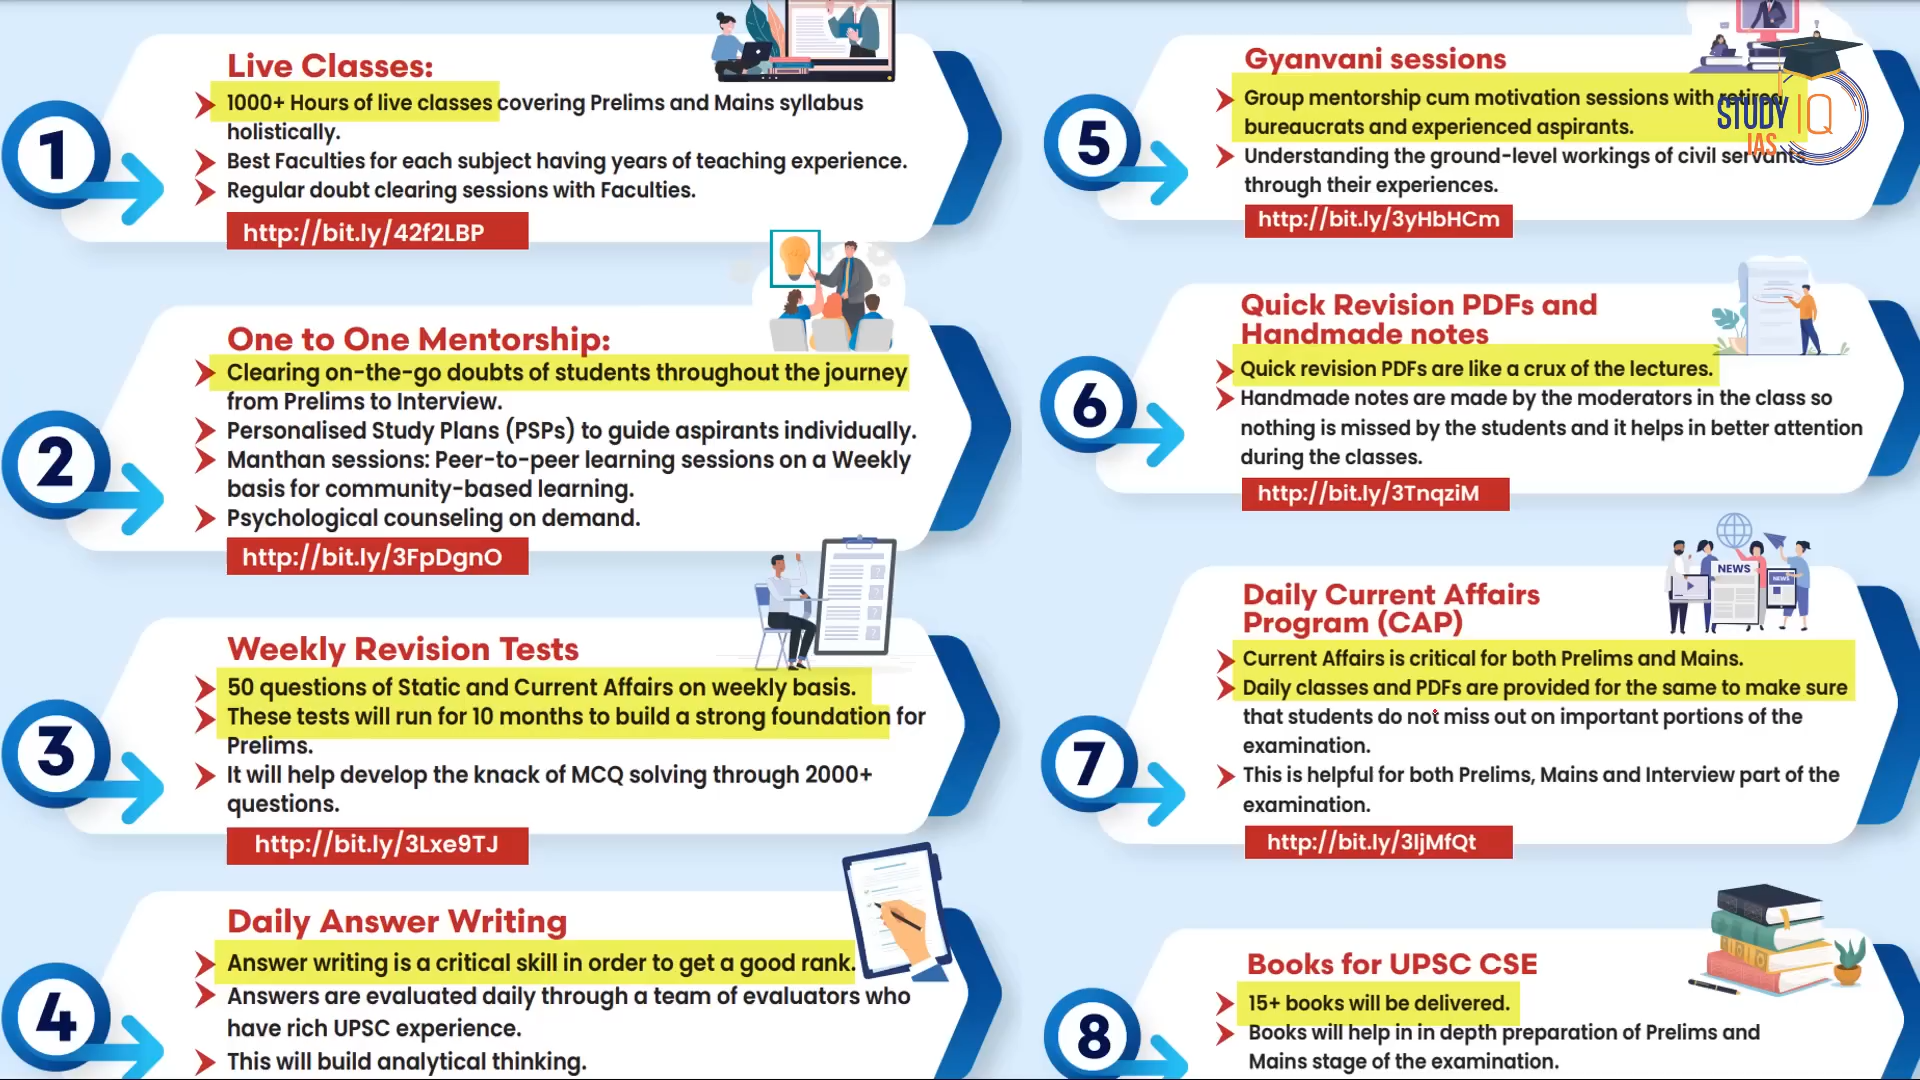 Live Classes:
1000+ Hours of live classes covering Prelims and Mains syllabus
holistically.
Best Faculties for each subject having years of teaching experience.
Regular doubt clearing sessions with Faculties.
1
http://bit.ly/42f2LBP
One to One Mentorship:
Clearing on-the-go doubts of students throughout the journey
from Prelims to Interview.
Personalised Study Plans (PSPs) to guide aspirants individually.
2
Manthan sessions: Peer-to-peer learning sessions on a Weekly
basis for community-based learning.
Psychological counseling on demand.
http://bit.ly/3FpDgnO
Weekly Revision Tests
50 questions of Static and Current Affairs on weekly basis.
These tests will run for 10 months to build a strong foundation for
Prelims.
3
It will help develop the knack of MCQ solving through 2000+
questions.
http://bit.ly/3Lxe9TJ
Daily Answer Writing
Answer writing is a critical skill in order to get a good rank.
4
Answers are evaluated daily through a team of evaluators who
have rich UPSC experience.
This will build analytical thinking.
Gyanvani sessions
Group mentorship cum motivation sessions with retired
bureaucrats and experienced aspirants.
5
Understanding the ground-level workings of civil servants
through their experiences.
http://bit.ly/3yHbHCm
STUDY IQ
IAS
Quick Revision PDFs and
Handmade notes
Quick revision PDFs are like a crux of the lectures.
6
Handmade notes are made by the moderators in the class so
nothing is missed by the students and it helps in better attention
during the classes.
http://bit.ly/3TnqziM
NEWS
NEWS
Daily Current Affairs
Program (CAP)
Current Affairs is critical for both Prelims and Mains.
Daily classes and PDFs are provided for the same to make sure
that students do not miss out on important portions of the
examination.
7
This is helpful for both Prelims, Mains and Interview part of the
examination.
http://bit.ly/3ljMfQt
Books for UPSC CSE
15+ books will be delivered.
8
Books will help in in depth preparation of Prelims and
Mains stage of the examination.